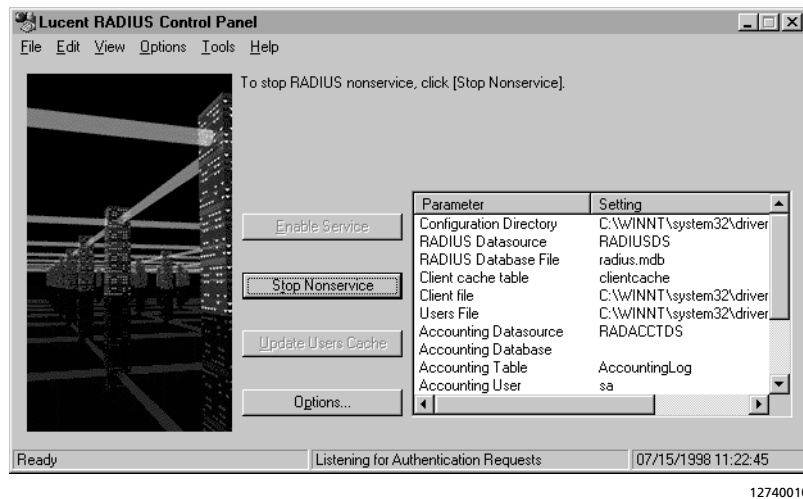 Lucent RADIUS Control Panel
File Edit View Options Tools Help
To stop RADIUS nonservice, click [Stop Nonservice].
Enable Service
Stop Nonservice
Update Users Cache
Options...
Parameter Setting
Configuration Directory C:\WINNT\system32\driver
RADIUS Datasource RADIUSDS
RADIUS Database File radius.mdb
Client cache table clientcache
Client file C:\WINNT\system32\driver
Users File C:\WINNT\system32\driver
Accounting Datasource RADACCTDS
Accounting Database
Accounting Table AccountingLog
Accounting User sa
Ready Listening for Authentication Requests 07/15/1998 11:22:45
12740010